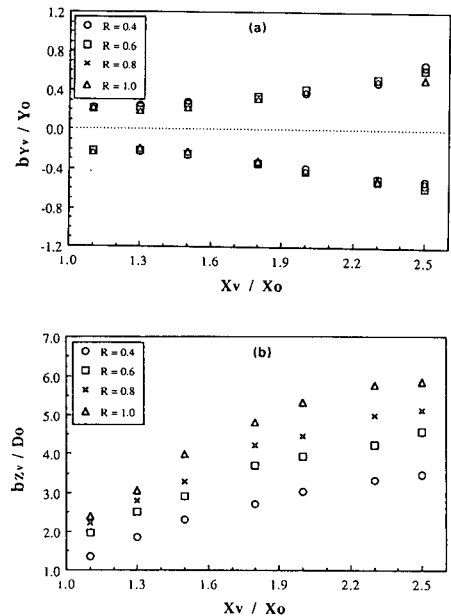 (a)
R = 0.4
R = 0.6
R = 0.8
R = 1.0
bYv / Yo
1.2
0.8
0.4
0.0
-0.4
-0.8
-1.2
1.0 1.3 1.6 1.9 2.2 2.5
Xv / Xo
(b)
R = 0.4
R = 0.6
R = 0.8
R = 1.0
bZv / Do
7.0
6.0
5.0
4.0
3.0
2.0
1.0
1.0 1.3 1.6 1.9 2.2 2.5
Xv / Xo